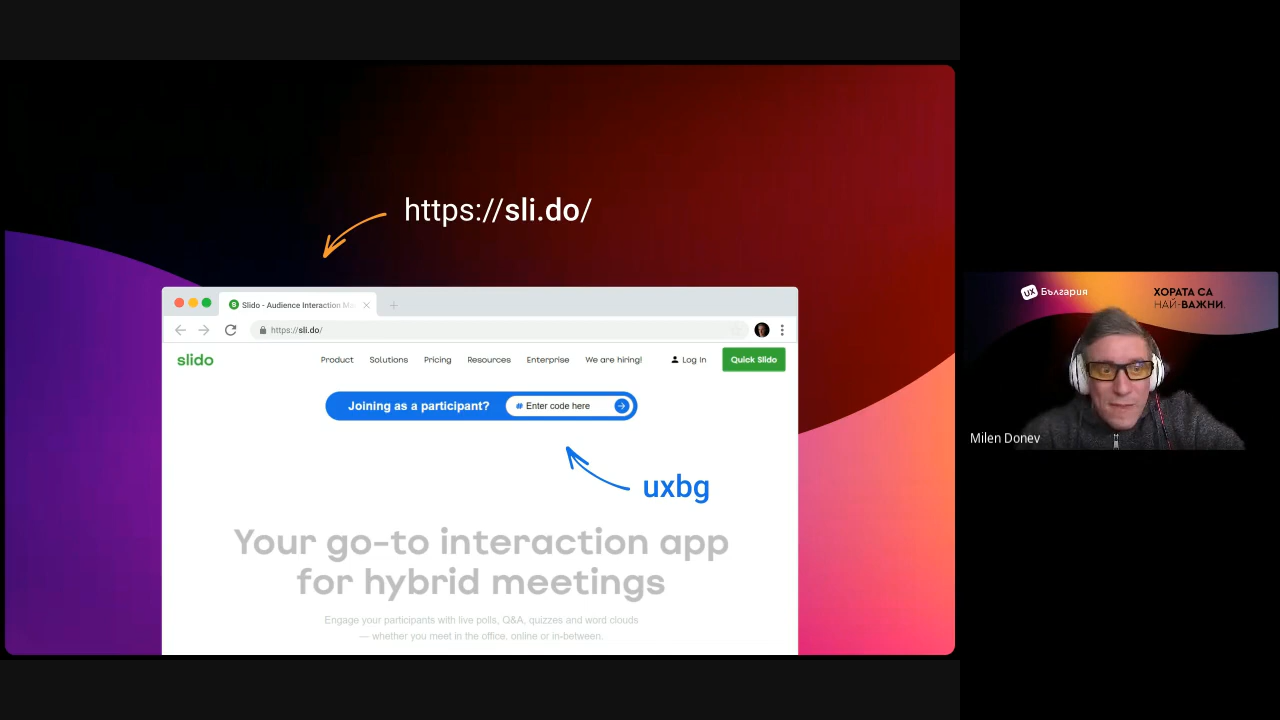 https://sli.do/
Slido - Audience Interaction Ma
https://sli.do/
slido
Product Solutions Pricing Resources Enterprise We are hiring! Log In Quick Slido
Joining as a participant? # Enter code here
uxbg
Your go-to interaction app
for hybrid meetings
Engage your participants with live polls, Q&A, quizzes and word clouds
— whether you meet in the office, online or in-between.
UX България
ХОРАТА СА
НАЙ-ВАЖНИ.
Milen Donev